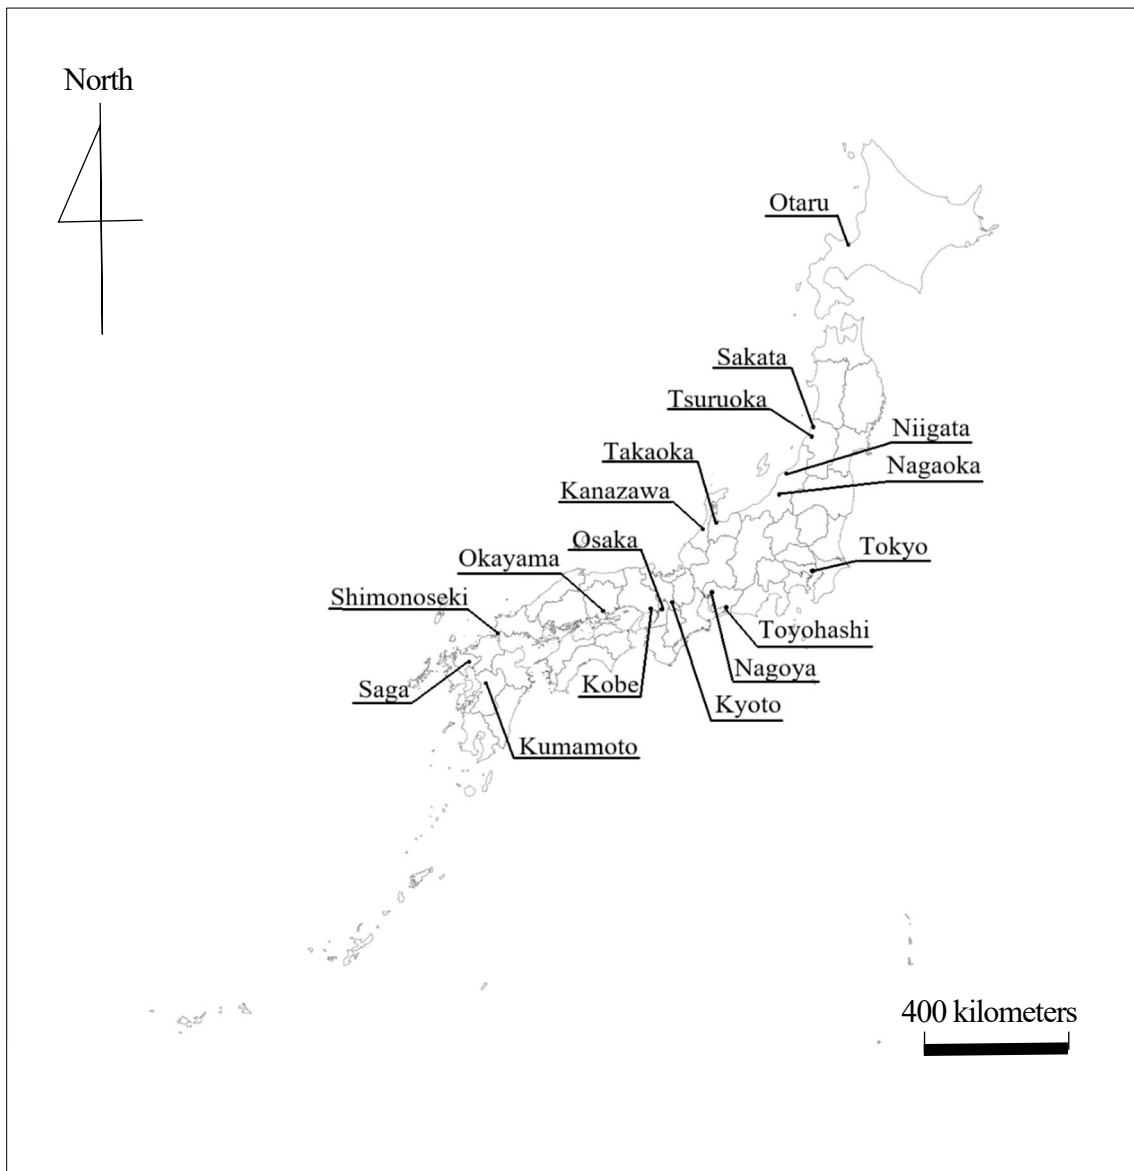 North
Otaru
Sakata
Tsuruoka
Niigata
Takaoka
Nagaoka
Kanazawa
Osaka
Tokyo
Okayama
Shimonoseki
Toyohashi
Nagoya
Kobe
Saga
Kyoto
Kumamoto
400 kilometers